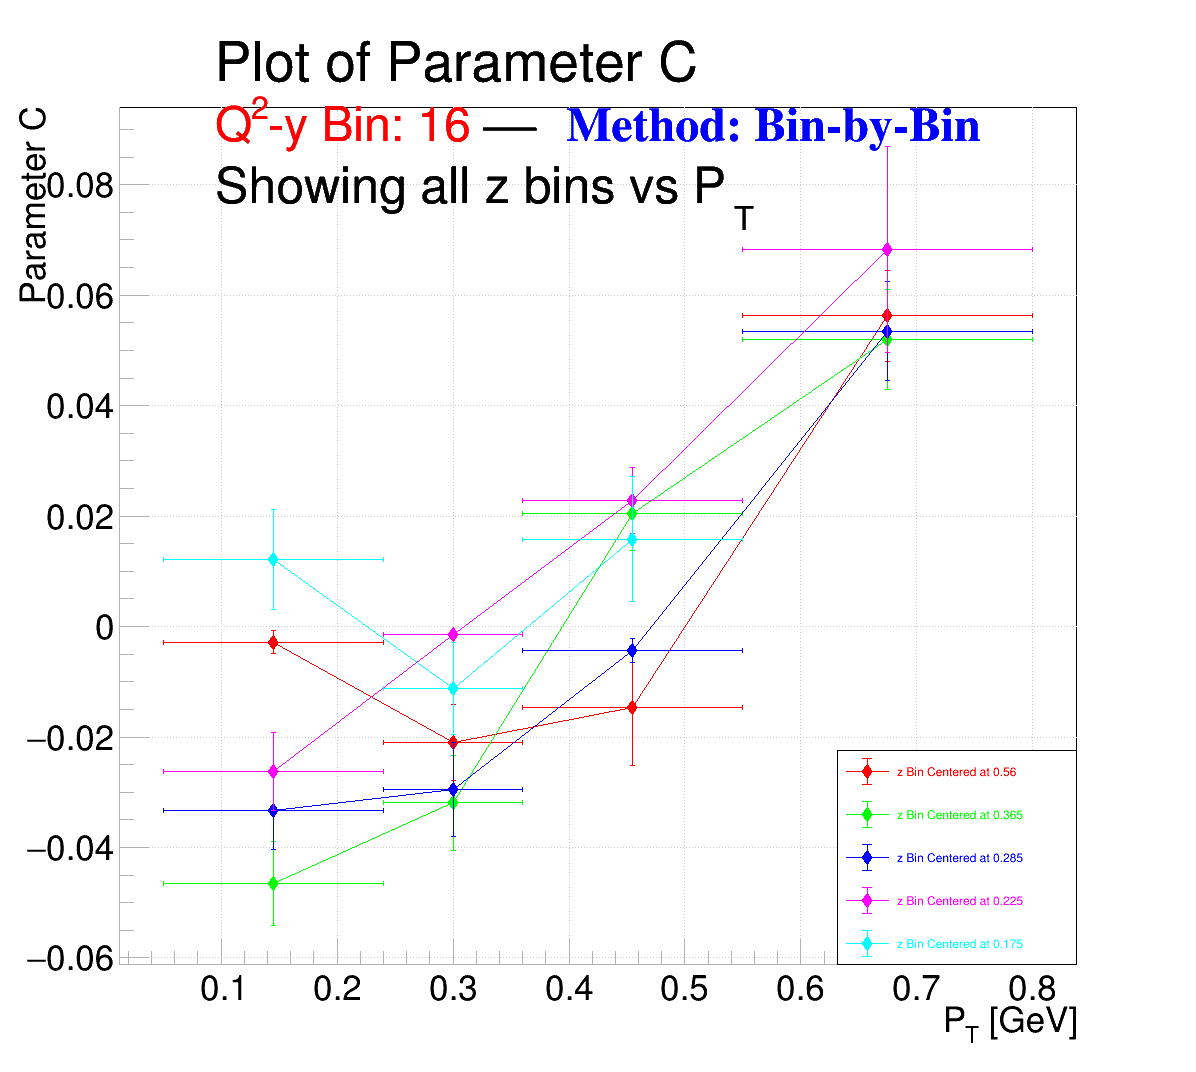 Plot of Parameter C
Q²-y Bin: 16 — Method: Bin-by-Bin
Showing all z bins vs P_T
Parameter C
0.08
0.06
0.04
0.02
0
−0.02
−0.04
−0.06
z Bin Centered at 0.56
z Bin Centered at 0.365
z Bin Centered at 0.285
z Bin Centered at 0.225
z Bin Centered at 0.175
0.1 0.2 0.3 0.4 0.5 0.6 0.7 0.8
P_T [GeV]